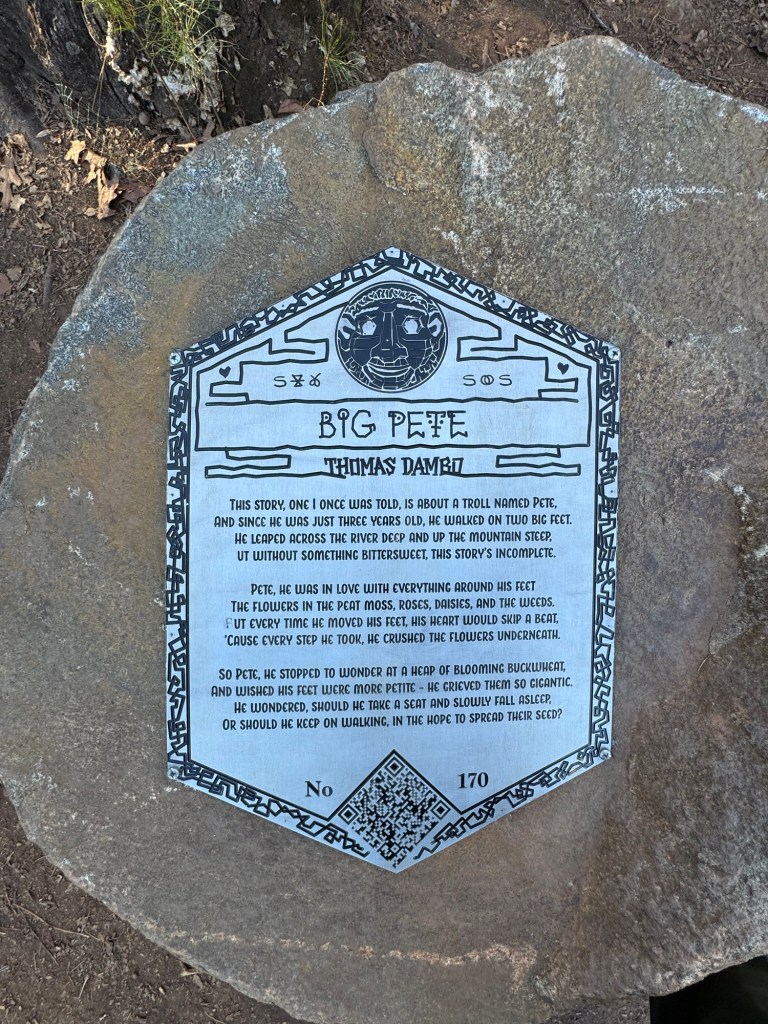 BIG PETE
THOMAS DAMBO
THIS STORY, ONE I ONCE WAS TOLD, IS ABOUT A TROLL NAMED PETE,
AND SINCE HE WAS JUST THREE YEARS OLD, HE WALKED ON TWO BIG FEET.
HE LEAPED ACROSS THE RIVER DEEP AND UP THE MOUNTAIN STEEP,
UT WITHOUT SOMETHING BITTERSWEET, THIS STORY'S INCOMPLETE.
PETE, HE WAS IN LOVE WITH EVERYTHING AROUND HIS FEET
THE FLOWERS IN THE PEAT MOSS, ROSES, DAISIES, AND THE WEEDS.
BUT EVERY TIME HE MOVED HIS FEET, HIS HEART WOULD SKIP A BEAT,
'CAUSE EVERY STEP HE TOOK, HE CRUSHED THE FLOWERS UNDERNEATH.
SO PETE, HE STOPPED TO WONDER AT A HEAP OF BLOOMING BUCKWHEAT,
AND WISHED HIS FEET WERE MORE PETITE - HE GRIEVED THEM SO GIGANTIC.
HE WONDERED, SHOULD HE TAKE A SEAT AND SLOWLY FALL ASLEEP,
OR SHOULD HE KEEP ON WALKING, IN THE HOPE TO SPREAD THEIR SEED?
No 170